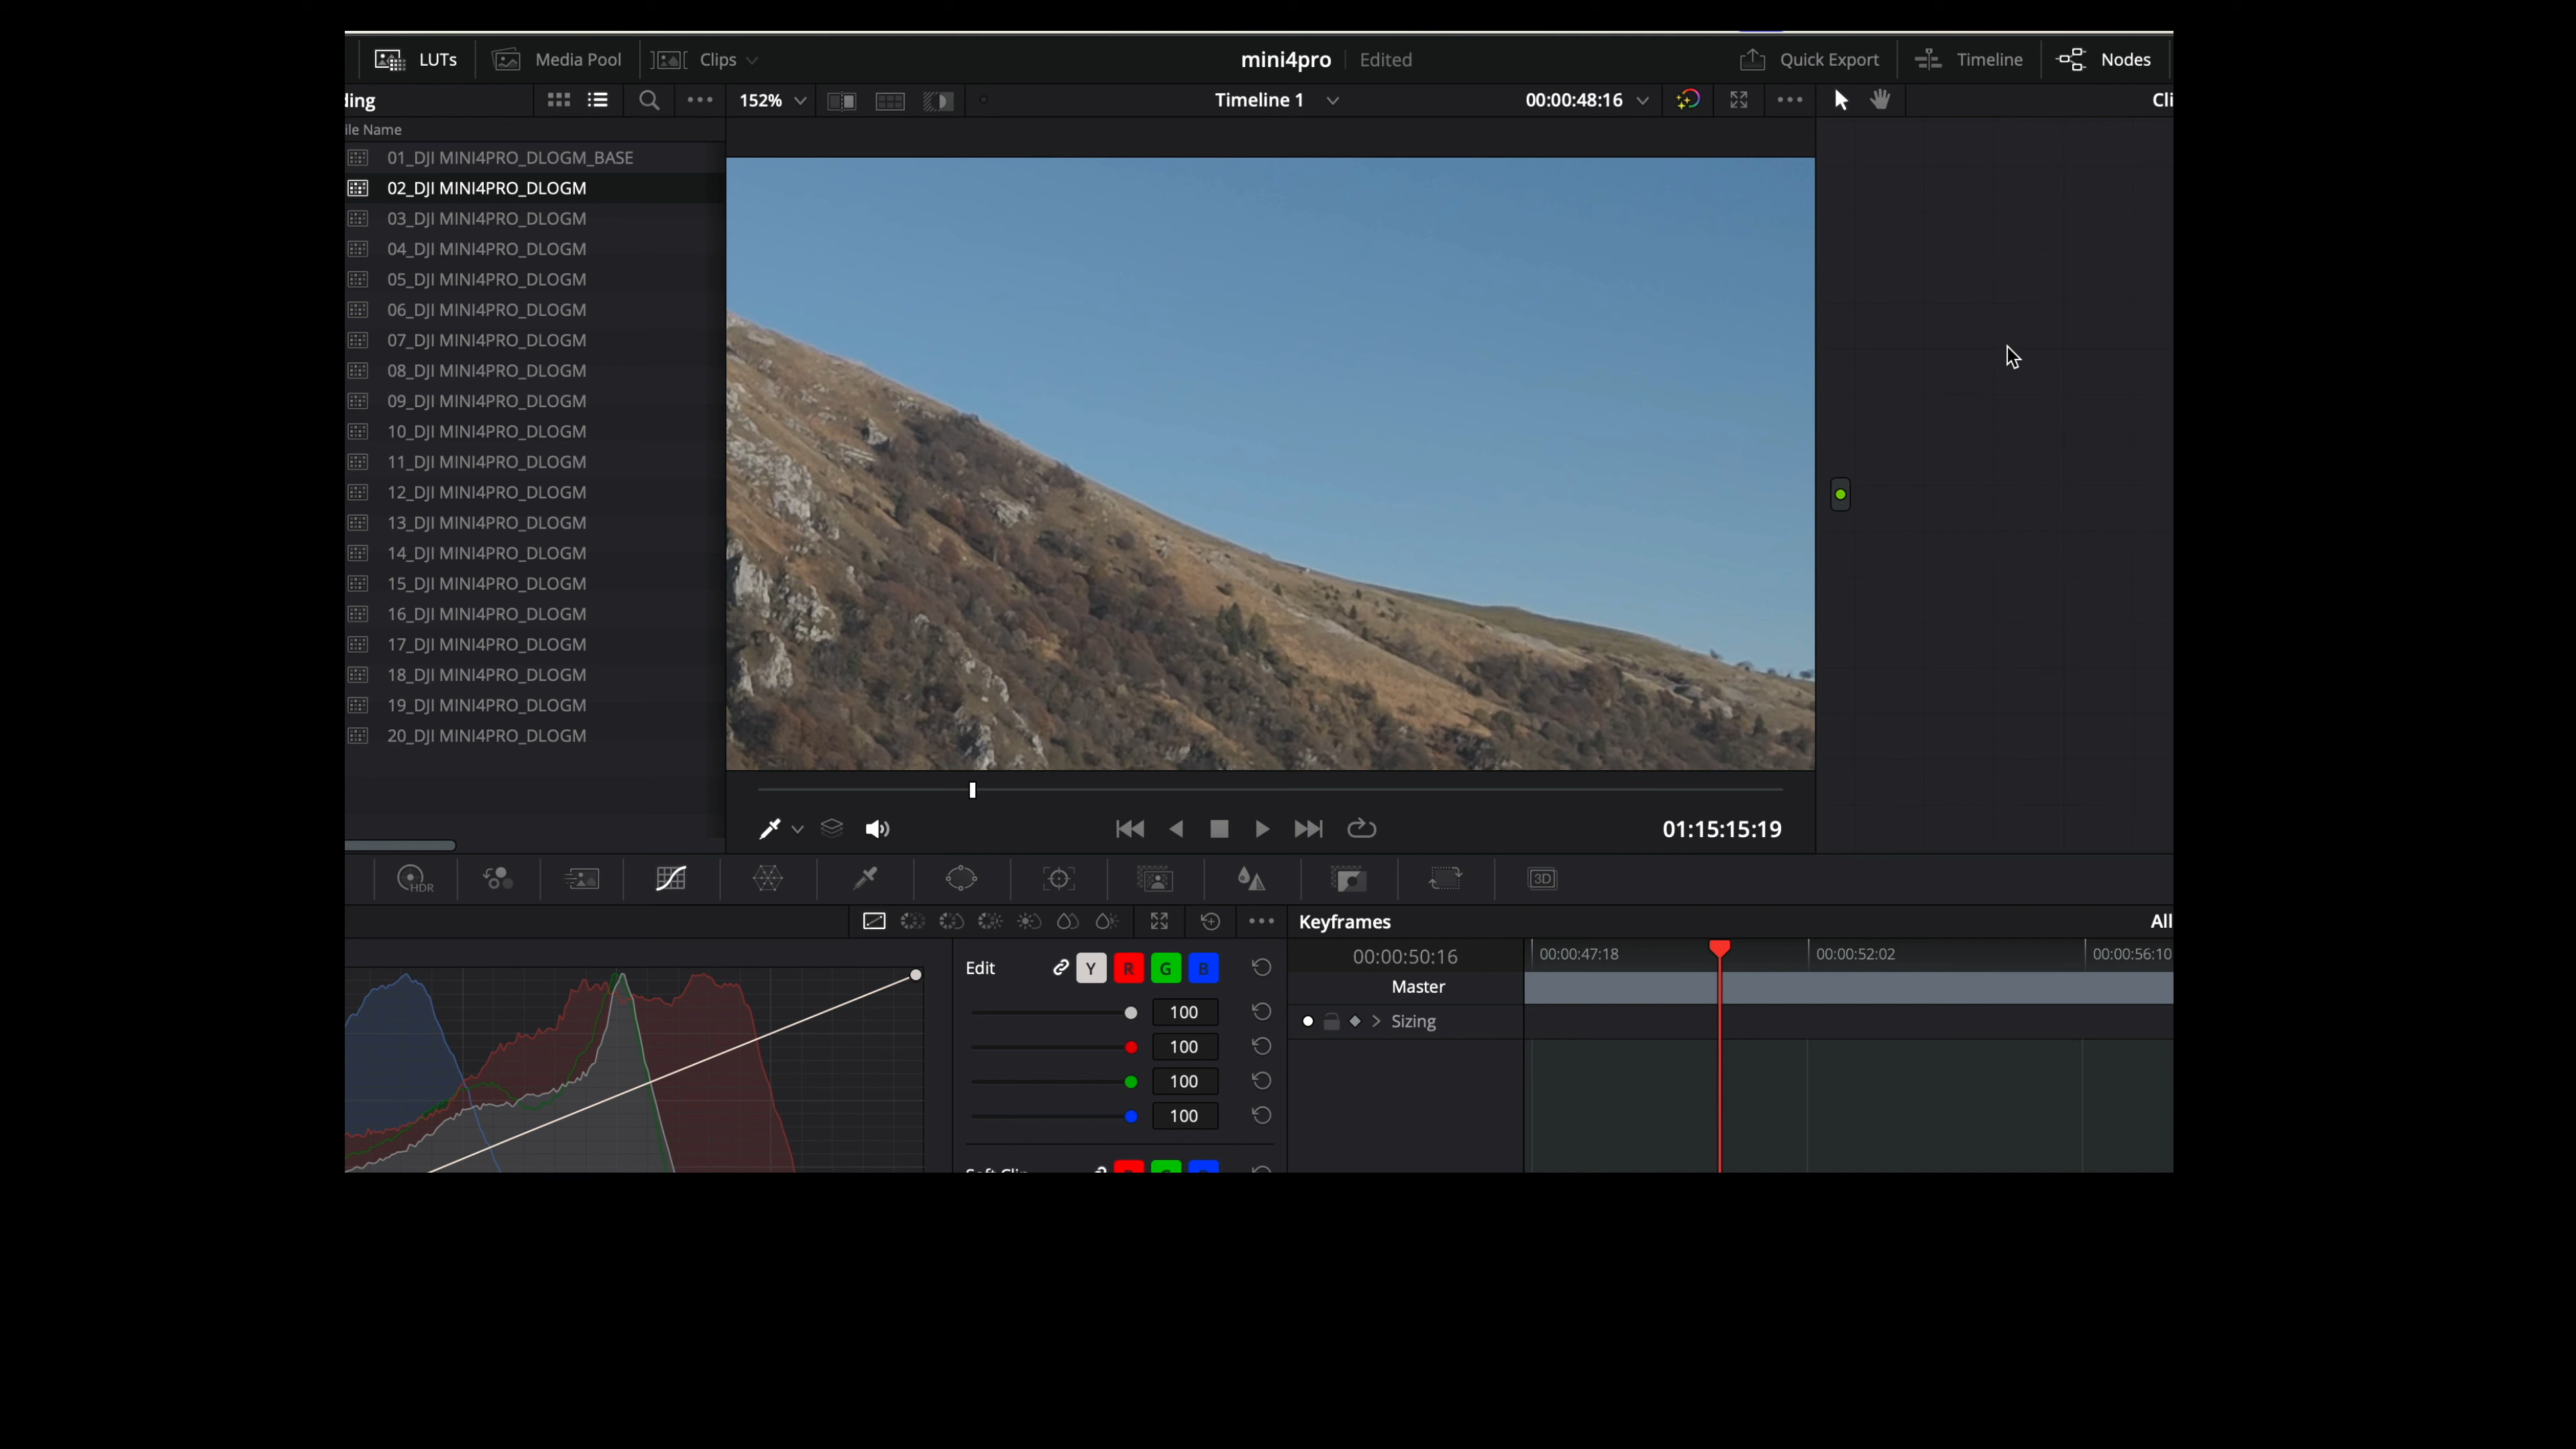 LUTs Media Pool Clips mini4pro Edited Quick Export Timeline Nodes
ding 152% Timeline 1 00:00:48:16 Cli
ile Name
01_DJI MINI4PRO_DLOGM_BASE
02_DJI MINI4PRO_DLOGM
03_DJI MINI4PRO_DLOGM
04_DJI MINI4PRO_DLOGM
05_DJI MINI4PRO_DLOGM
06_DJI MINI4PRO_DLOGM
07_DJI MINI4PRO_DLOGM
08_DJI MINI4PRO_DLOGM
09_DJI MINI4PRO_DLOGM
10_DJI MINI4PRO_DLOGM
11_DJI MINI4PRO_DLOGM
12_DJI MINI4PRO_DLOGM
13_DJI MINI4PRO_DLOGM
14_DJI MINI4PRO_DLOGM
15_DJI MINI4PRO_DLOGM
16_DJI MINI4PRO_DLOGM
17_DJI MINI4PRO_DLOGM
18_DJI MINI4PRO_DLOGM
19_DJI MINI4PRO_DLOGM
20_DJI MINI4PRO_DLOGM
01:15:15:19
HDR 3D
Keyframes All
Edit Y R G B
00:00:50:16 00:00:47:18 00:00:52:02 00:00:56:10
Master
100
Sizing
100
100
100